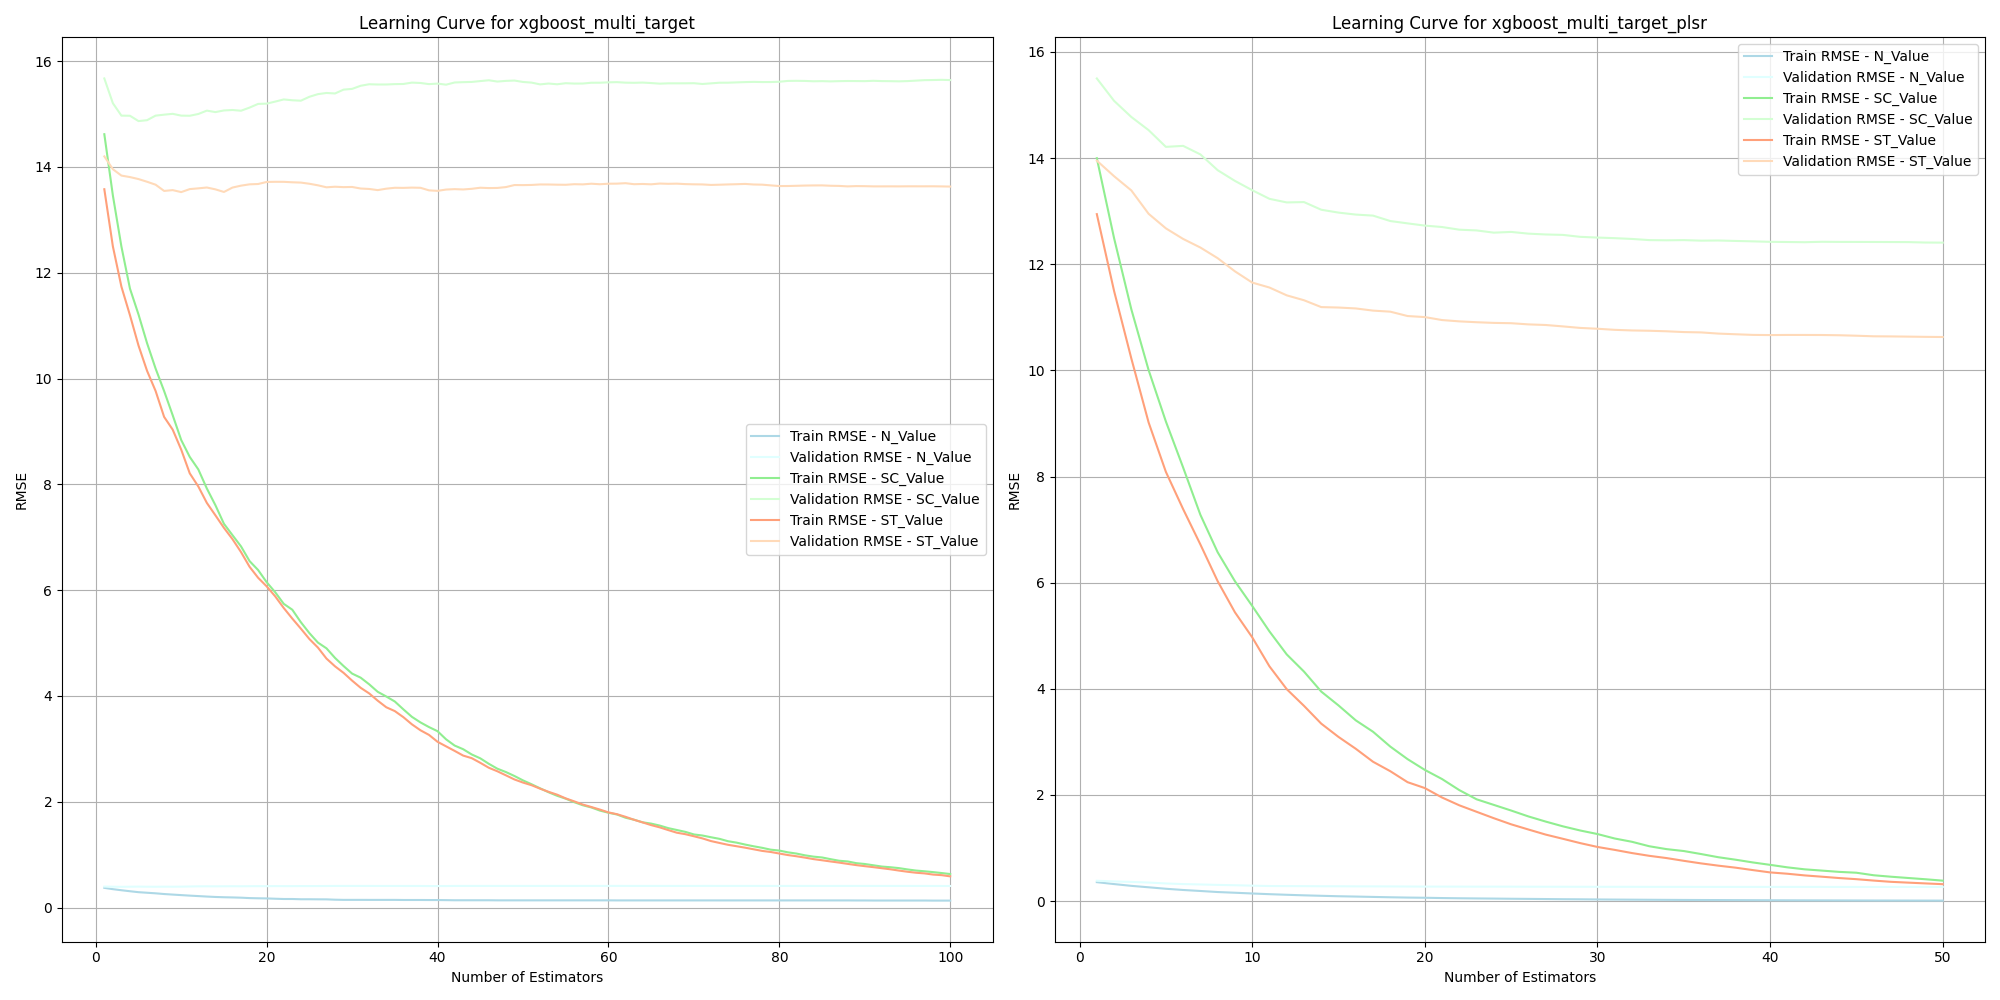 Learning Curve for xgboost_multi_target
RMSE
16
14
12
10
8
6
4
2
0
Train RMSE - N_Value
Validation RMSE - N_Value
Train RMSE - SC_Value
Validation RMSE - SC_Value
Train RMSE - ST_Value
Validation RMSE - ST_Value
0 20 40 60 80 100
Number of Estimators
Learning Curve for xgboost_multi_target_plsr
RMSE
16
14
12
10
8
6
4
2
0
Train RMSE - N_Value
Validation RMSE - N_Value
Train RMSE - SC_Value
Validation RMSE - SC_Value
Train RMSE - ST_Value
Validation RMSE - ST_Value
0 10 20 30 40 50
Number of Estimators